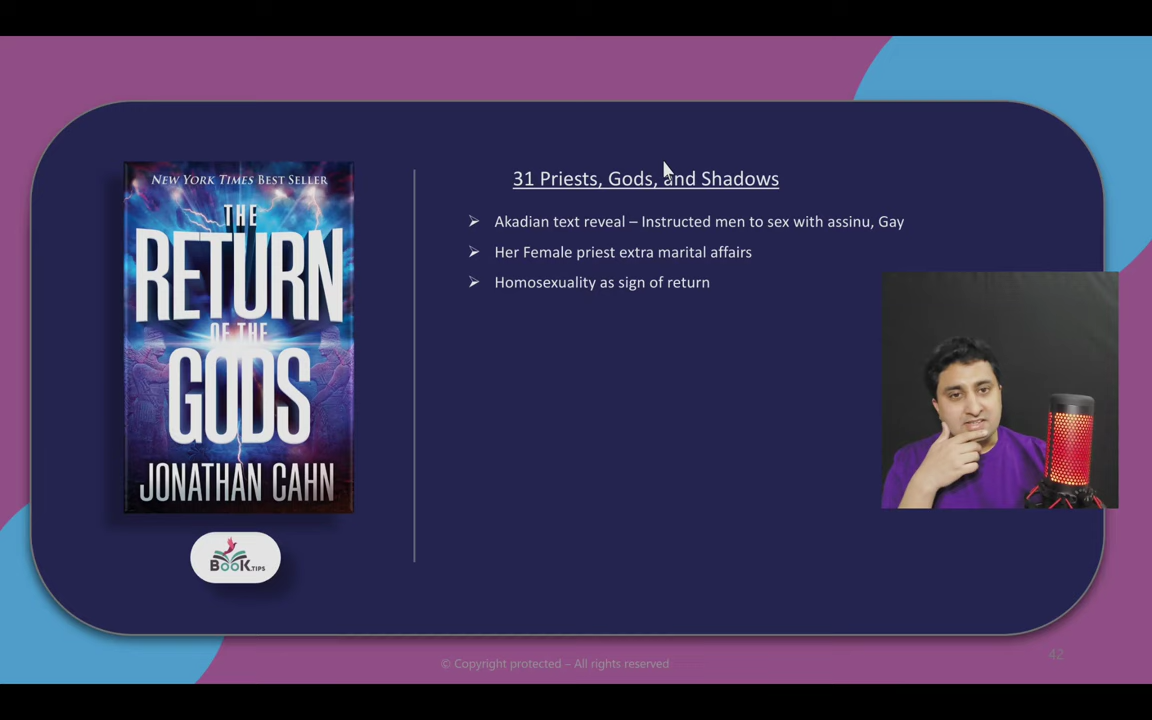 NEW YORK TIMES BEST SELLER
THE
RETURN
OF THE
GODS
JONATHAN CAHN
BOOK.TIPS
31 Priests, Gods, and Shadows
Akadian text reveal – Instructed men to sex with assinu, Gay
Her Female priest extra marital affairs
Homosexuality as sign of return
© Copyright protected – All rights reserved
42